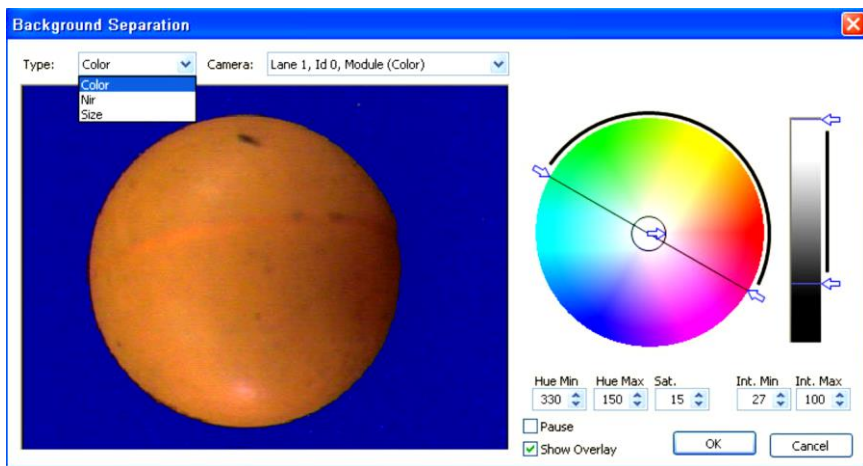 Background Separation
Type: Color Camera: Lane 1, Id 0, Module (Color)
Color
Nir
Size
Hue Min Hue Max Sat. Int. Min Int. Max
330 150 15 27 100
Pause
Show Overlay OK Cancel